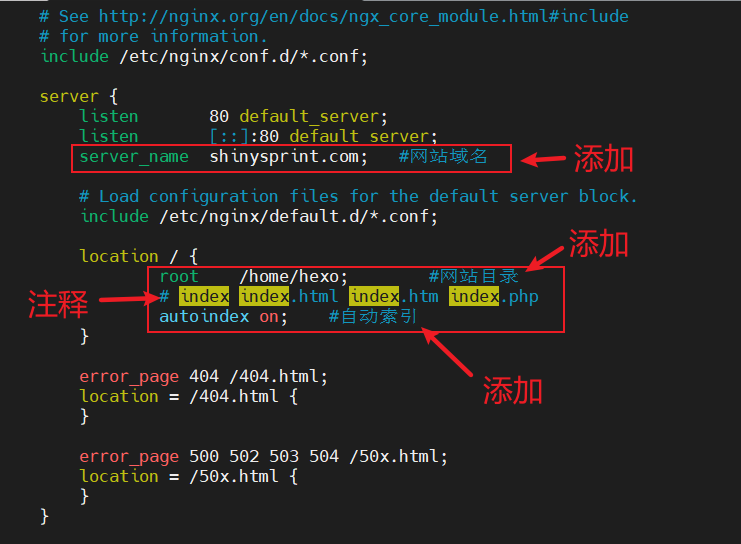 # See http://nginx.org/en/docs/ngx_core_module.html#include
# for more information.
include /etc/nginx/conf.d/*.conf;
server {
listen 80 default_server;
listen [::]:80 default_server;
server_name shinysprint.com; #网站域名
添加
# Load configuration files for the default server block.
include /etc/nginx/default.d/*.conf;
location / {
添加
root /home/hexo; #网站目录
注释
# index index.html index.htm index.php
autoindex on; #自动索引
}
添加
error_page 404 /404.html;
location = /404.html {
}
error_page 500 502 503 504 /50x.html;
location = /50x.html {
}
}